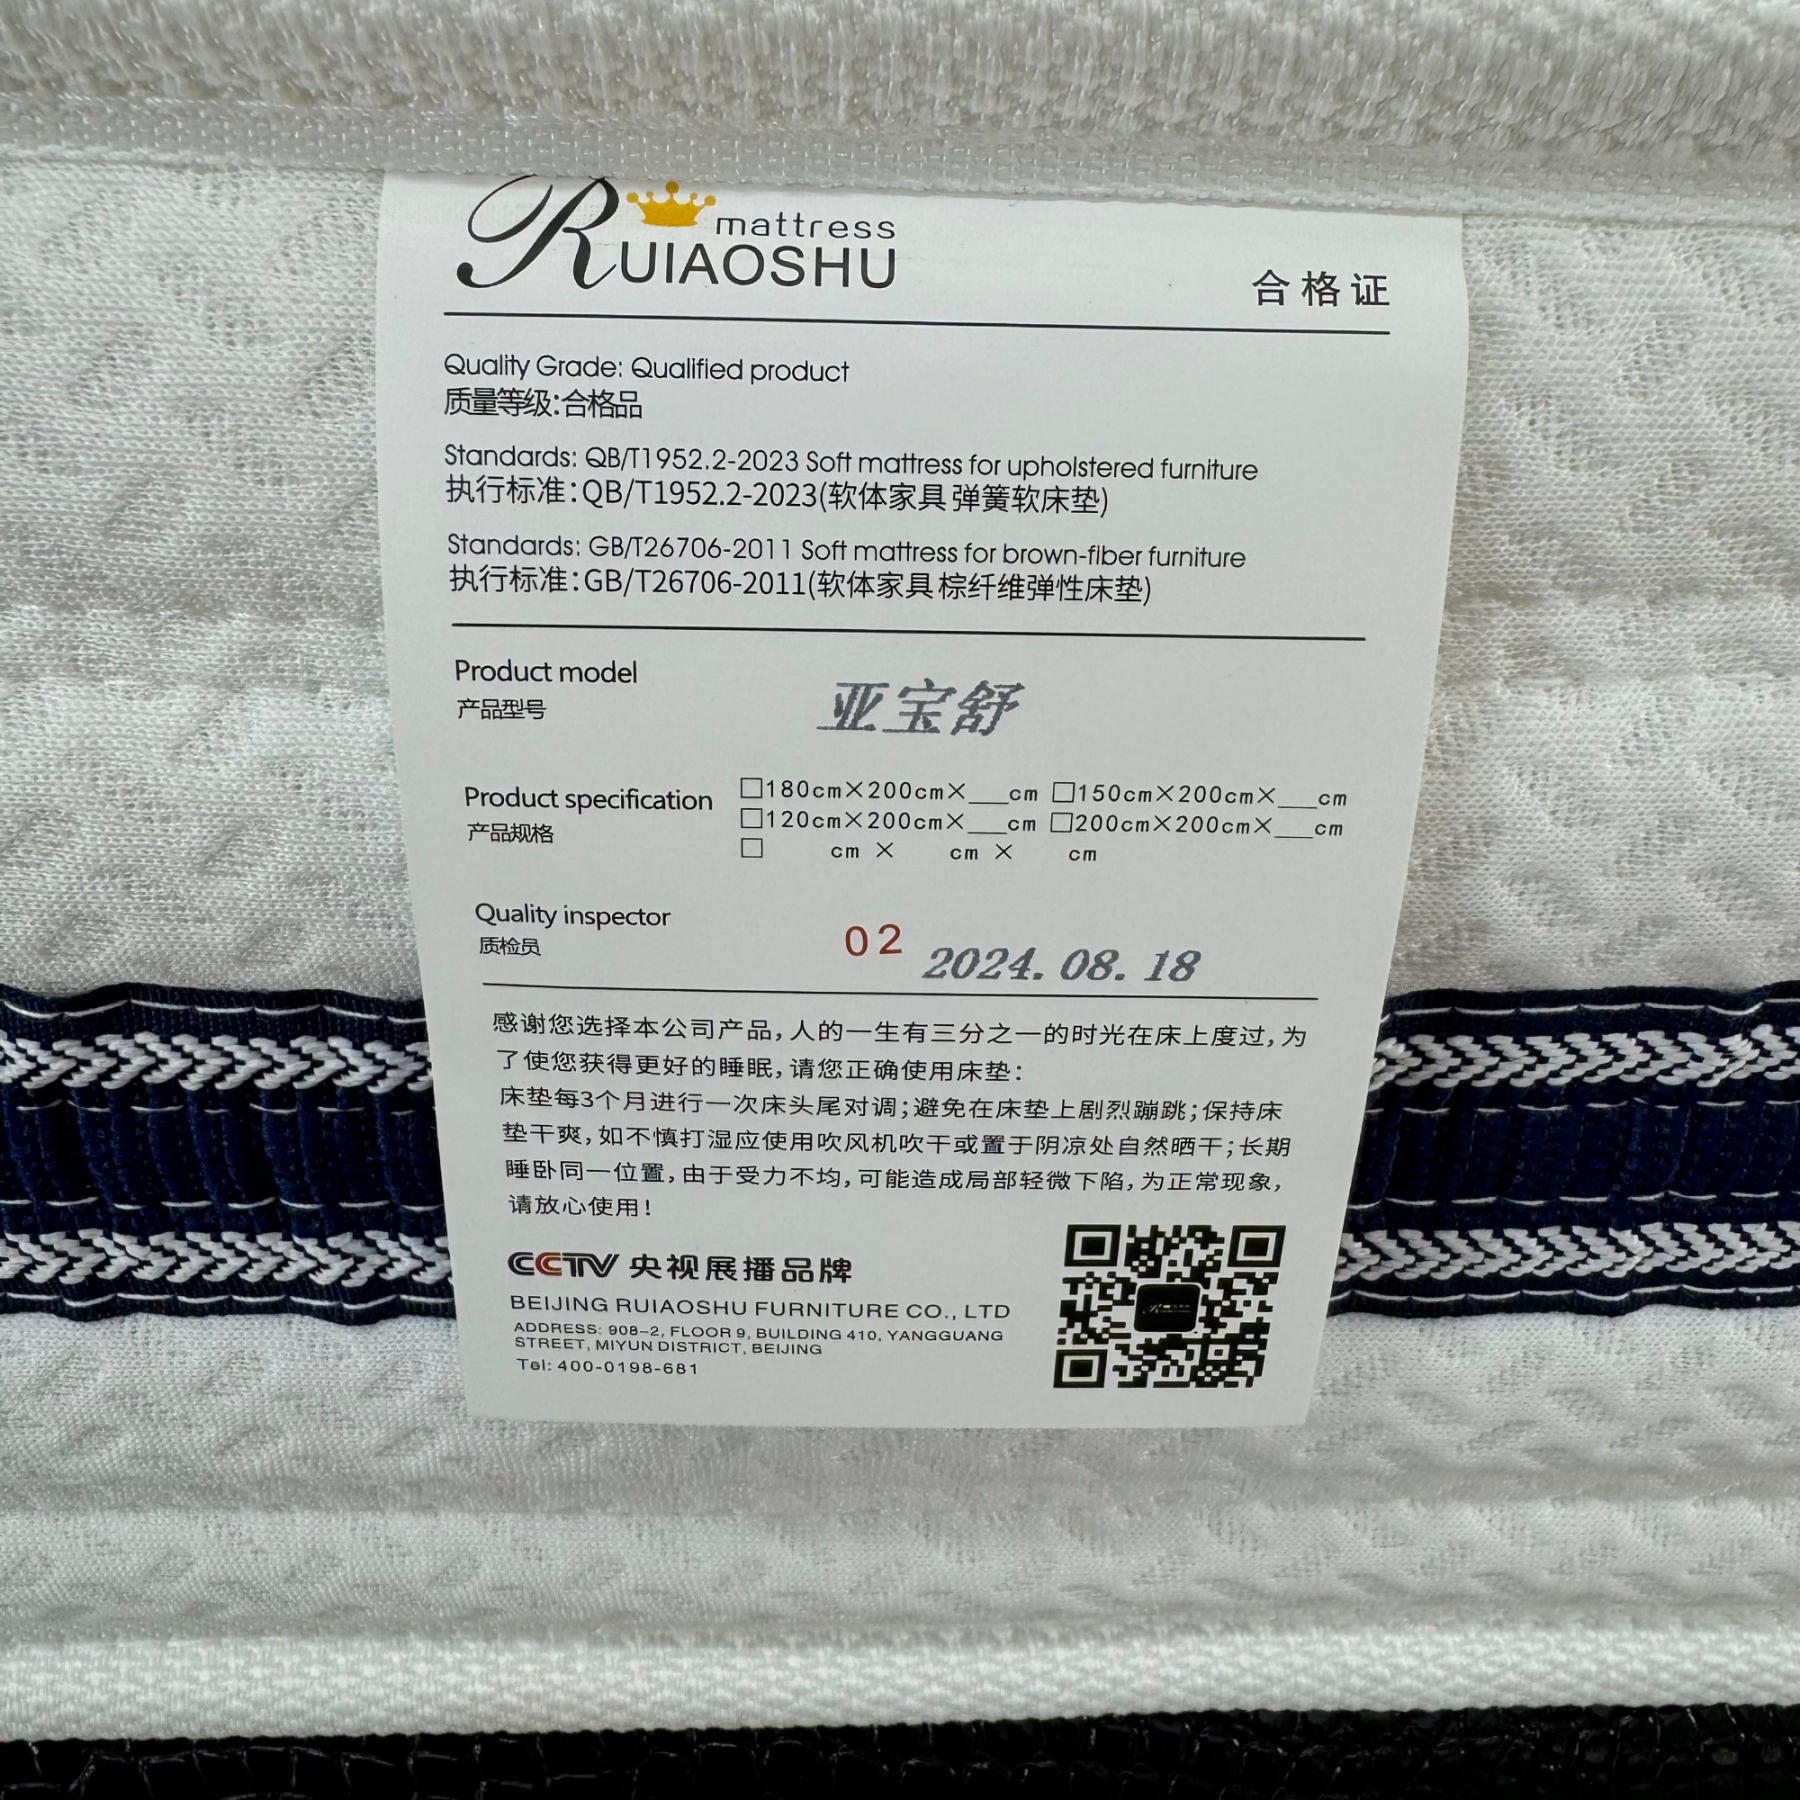 mattress
RUIAOSHU
合格证
Quality Grade: Qualified product
质量等级:合格品
Standards: QB/T1952.2-2023 Soft mattress for upholstered furniture
执行标准:QB/T1952.2-2023(软体家具 弹簧软床垫)
Standards: GB/T26706-2011 Soft mattress for brown-fiber furniture
执行标准:GB/T26706-2011(软体家具 棕纤维弹性床垫)
Product model
亚宝舒
产品型号
Product specification
□180cm×200cm×___cm □150cm×200cm×___cm
产品规格
□120cm×200cm×___cm □200cm×200cm×___cm
□ cm × cm × cm
Quality inspector
质检员
02 2024.08.18
感谢您选择本公司产品,人的一生有三分之一的时光在床上度过,为
了使您获得更好的睡眠,请您正确使用床垫:
床垫每3个月进行一次床头尾对调;避免在床垫上剧烈蹦跳;保持床
垫干爽,如不慎打湿应使用吹风机吹干或置于阴凉处自然晒干;长期
睡卧同一位置,由于受力不均,可能造成局部轻微下陷,为正常现象,
请放心使用!
CCTV 央视展播品牌
BEIJING RUIAOSHU FURNITURE CO., LTD
ADDRESS: 908-2, FLOOR 9, BUILDING 410, YANGGUANG
STREET, MIYUN DISTRICT, BEIJING
Tel: 400-0198-681